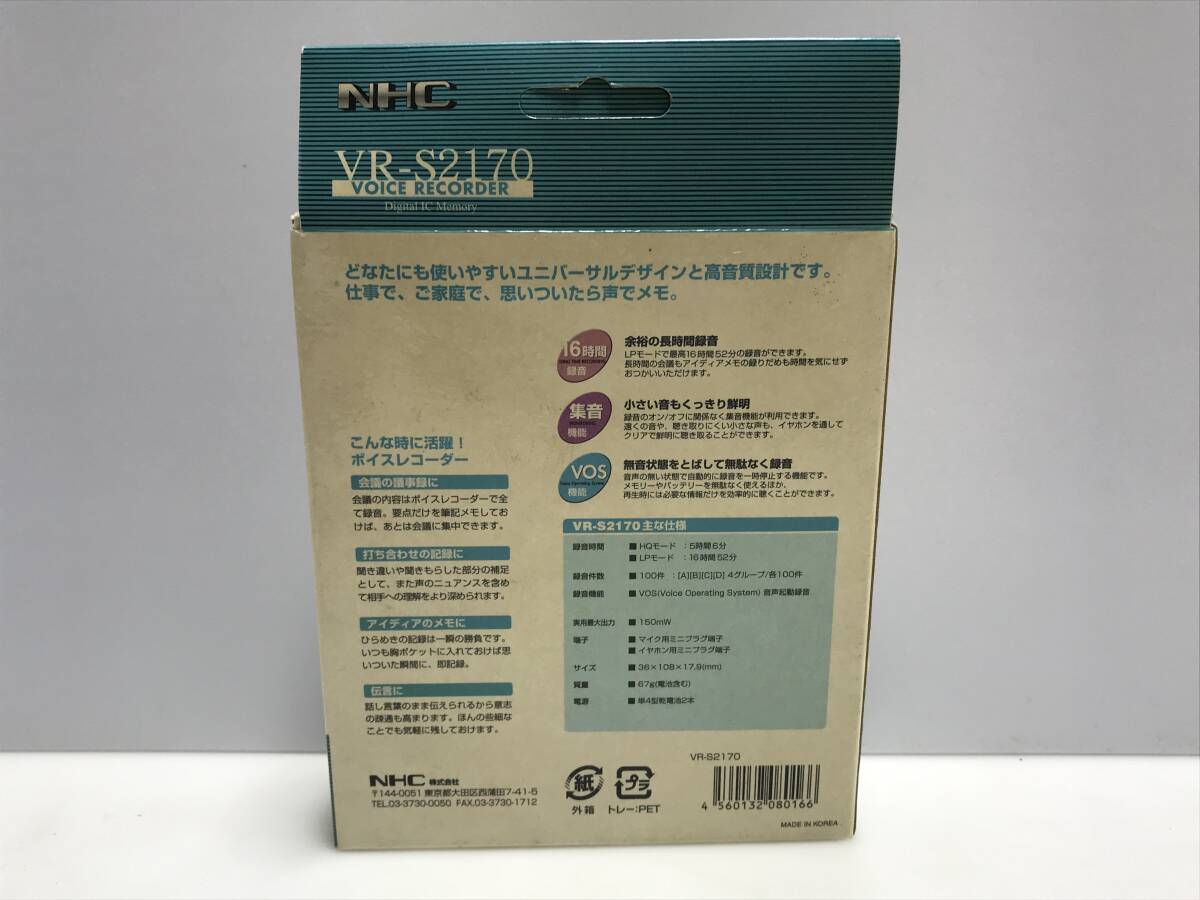 NHC
VR-S2170
VOICE RECORDER
Digital IC Memory
どなたにも使いやすいユニバーサルデザインと高音質設計です。
仕事で、ご家庭で、思いついたら声でメモ。
16時間
LONG TIME RECORDING
録音
余裕の長時間録音
LPモードで最高16時間52分の録音ができます。
長時間の会議もアイディアメモの録りだめも時間を気にせず
おつかいいただけます。
集音
MONITORING
機能
小さい音もくっきり鮮明
録音のオン/オフに関係なく集音機能が利用できます。
遠くの音や、聴き取りにくい小さな声も、イヤホンを通して
クリアで鮮明に聴き取ることができます。
VOS
Voice Operating System
機能
無音状態をとばして無駄なく録音
音声の無い状態で自動的に録音を一時停止する機能です。
メモリーやバッテリーを無駄なく使えるほか、
再生時には必要な情報だけを効率的に聴くことができます。
こんな時に活躍！
ボイスレコーダー
会議の議事録に
会議の内容はボイスレコーダーで全
て録音。要点だけを筆記メモしてお
けば、あとは会議に集中できます。
打ち合わせの記録に
聞き違いや聞きもらした部分の補足
として、また声のニュアンスを含め
て相手への理解をより深められます。
アイディアのメモに
ひらめきの記録は一瞬の勝負です。
いつも胸ポケットに入れておけば思
いついた瞬間に、即記録。
伝言に
話し言葉のまま伝えられるから意志
の疎通も高まります。ほんの些細な
ことでも気軽に残しておけます。
VR-S2170 主な仕様
録音時間 ■ HQモード ：5時間6分
■ LPモード ：16時間52分
録音件数 ■ 100件 ：[A][B][C][D] 4グループ/各100件
録音機能 ■ VOS(Voice Operating System) 音声起動録音
実用最大出力 ■ 150mW
端子 ■ マイク用ミニプラグ端子
■ イヤホン用ミニプラグ端子
サイズ ■ 36×108×17.9(mm)
質量 ■ 67g(電池含む)
電源 ■ 単4型乾電池2本
NHC 株式会社
〒144-0051 東京都大田区西蒲田7-41-5
TEL.03-3730-0050 FAX.03-3730-1712
紙
外箱
プラ
トレー:PET
VR-S2170
4 560132 080166
MADE IN KOREA